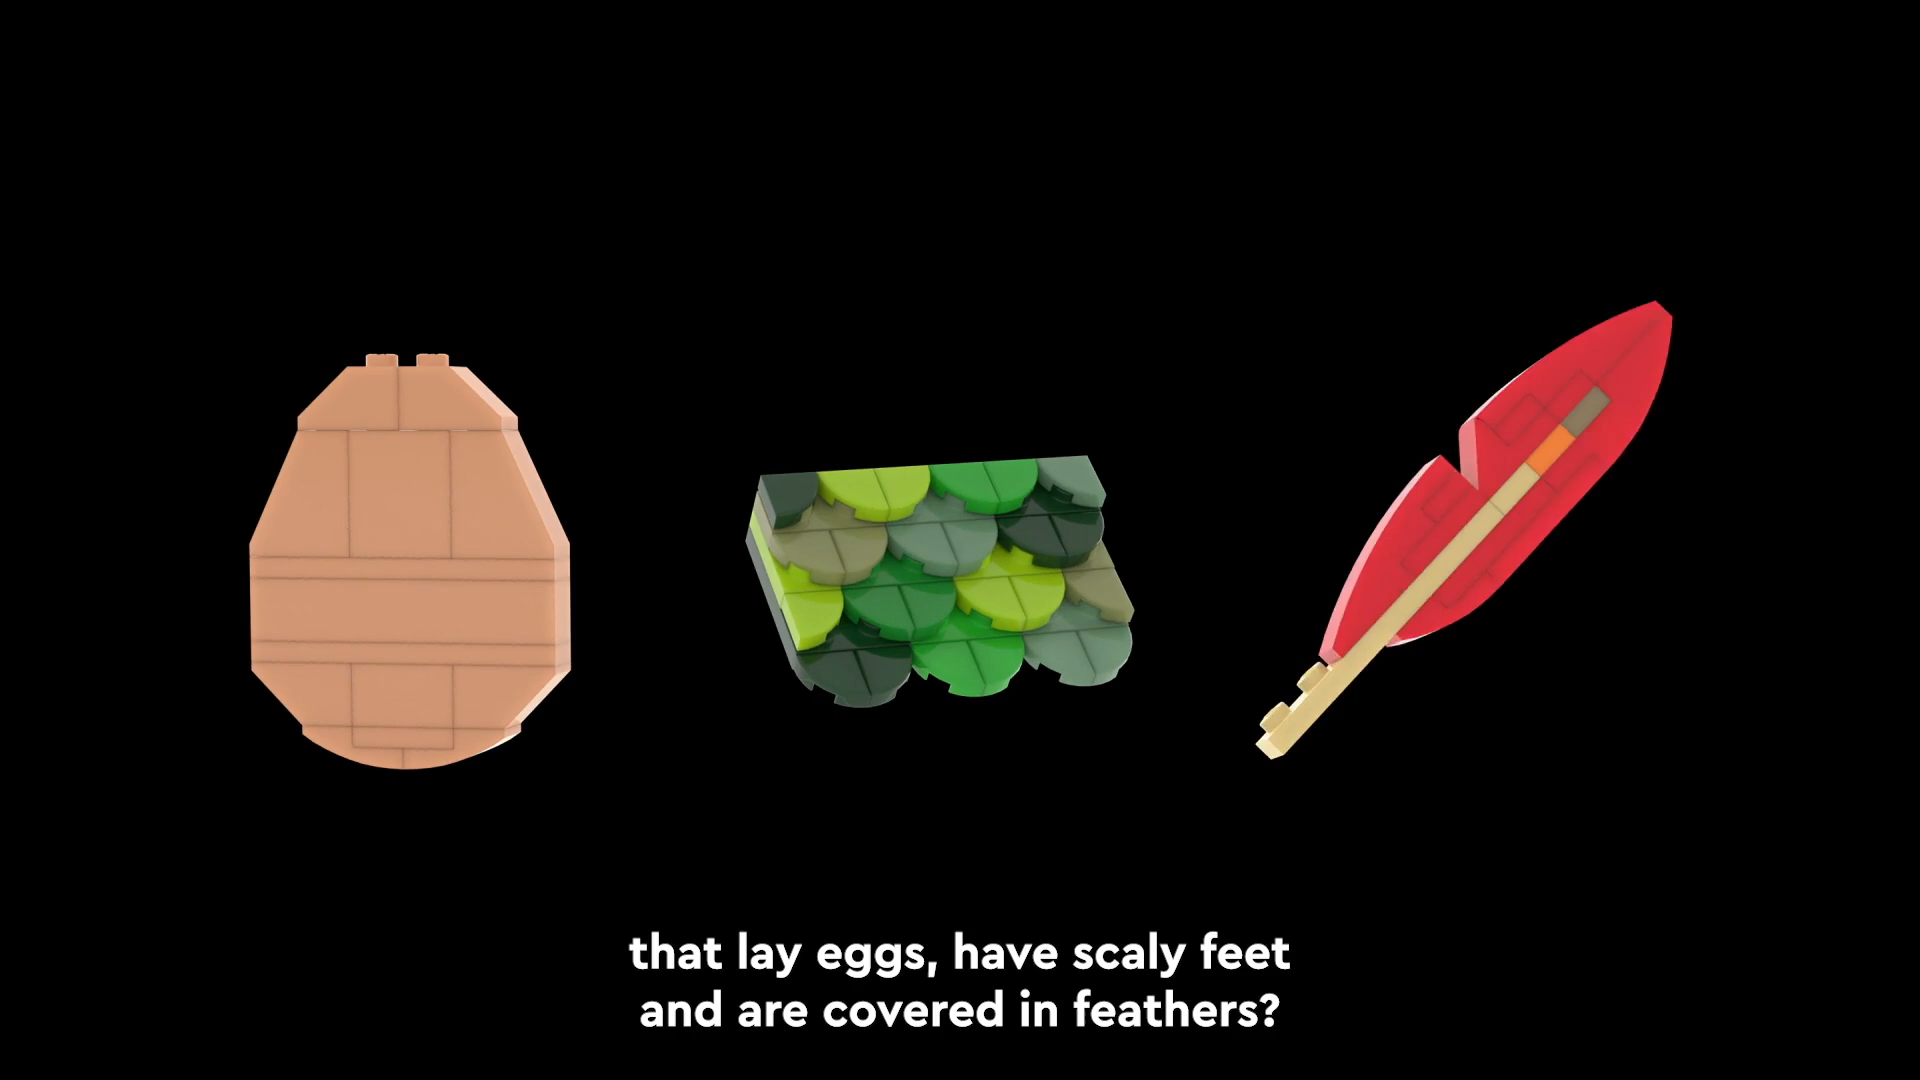 that lay eggs, have scaly feet
and are covered in feathers?